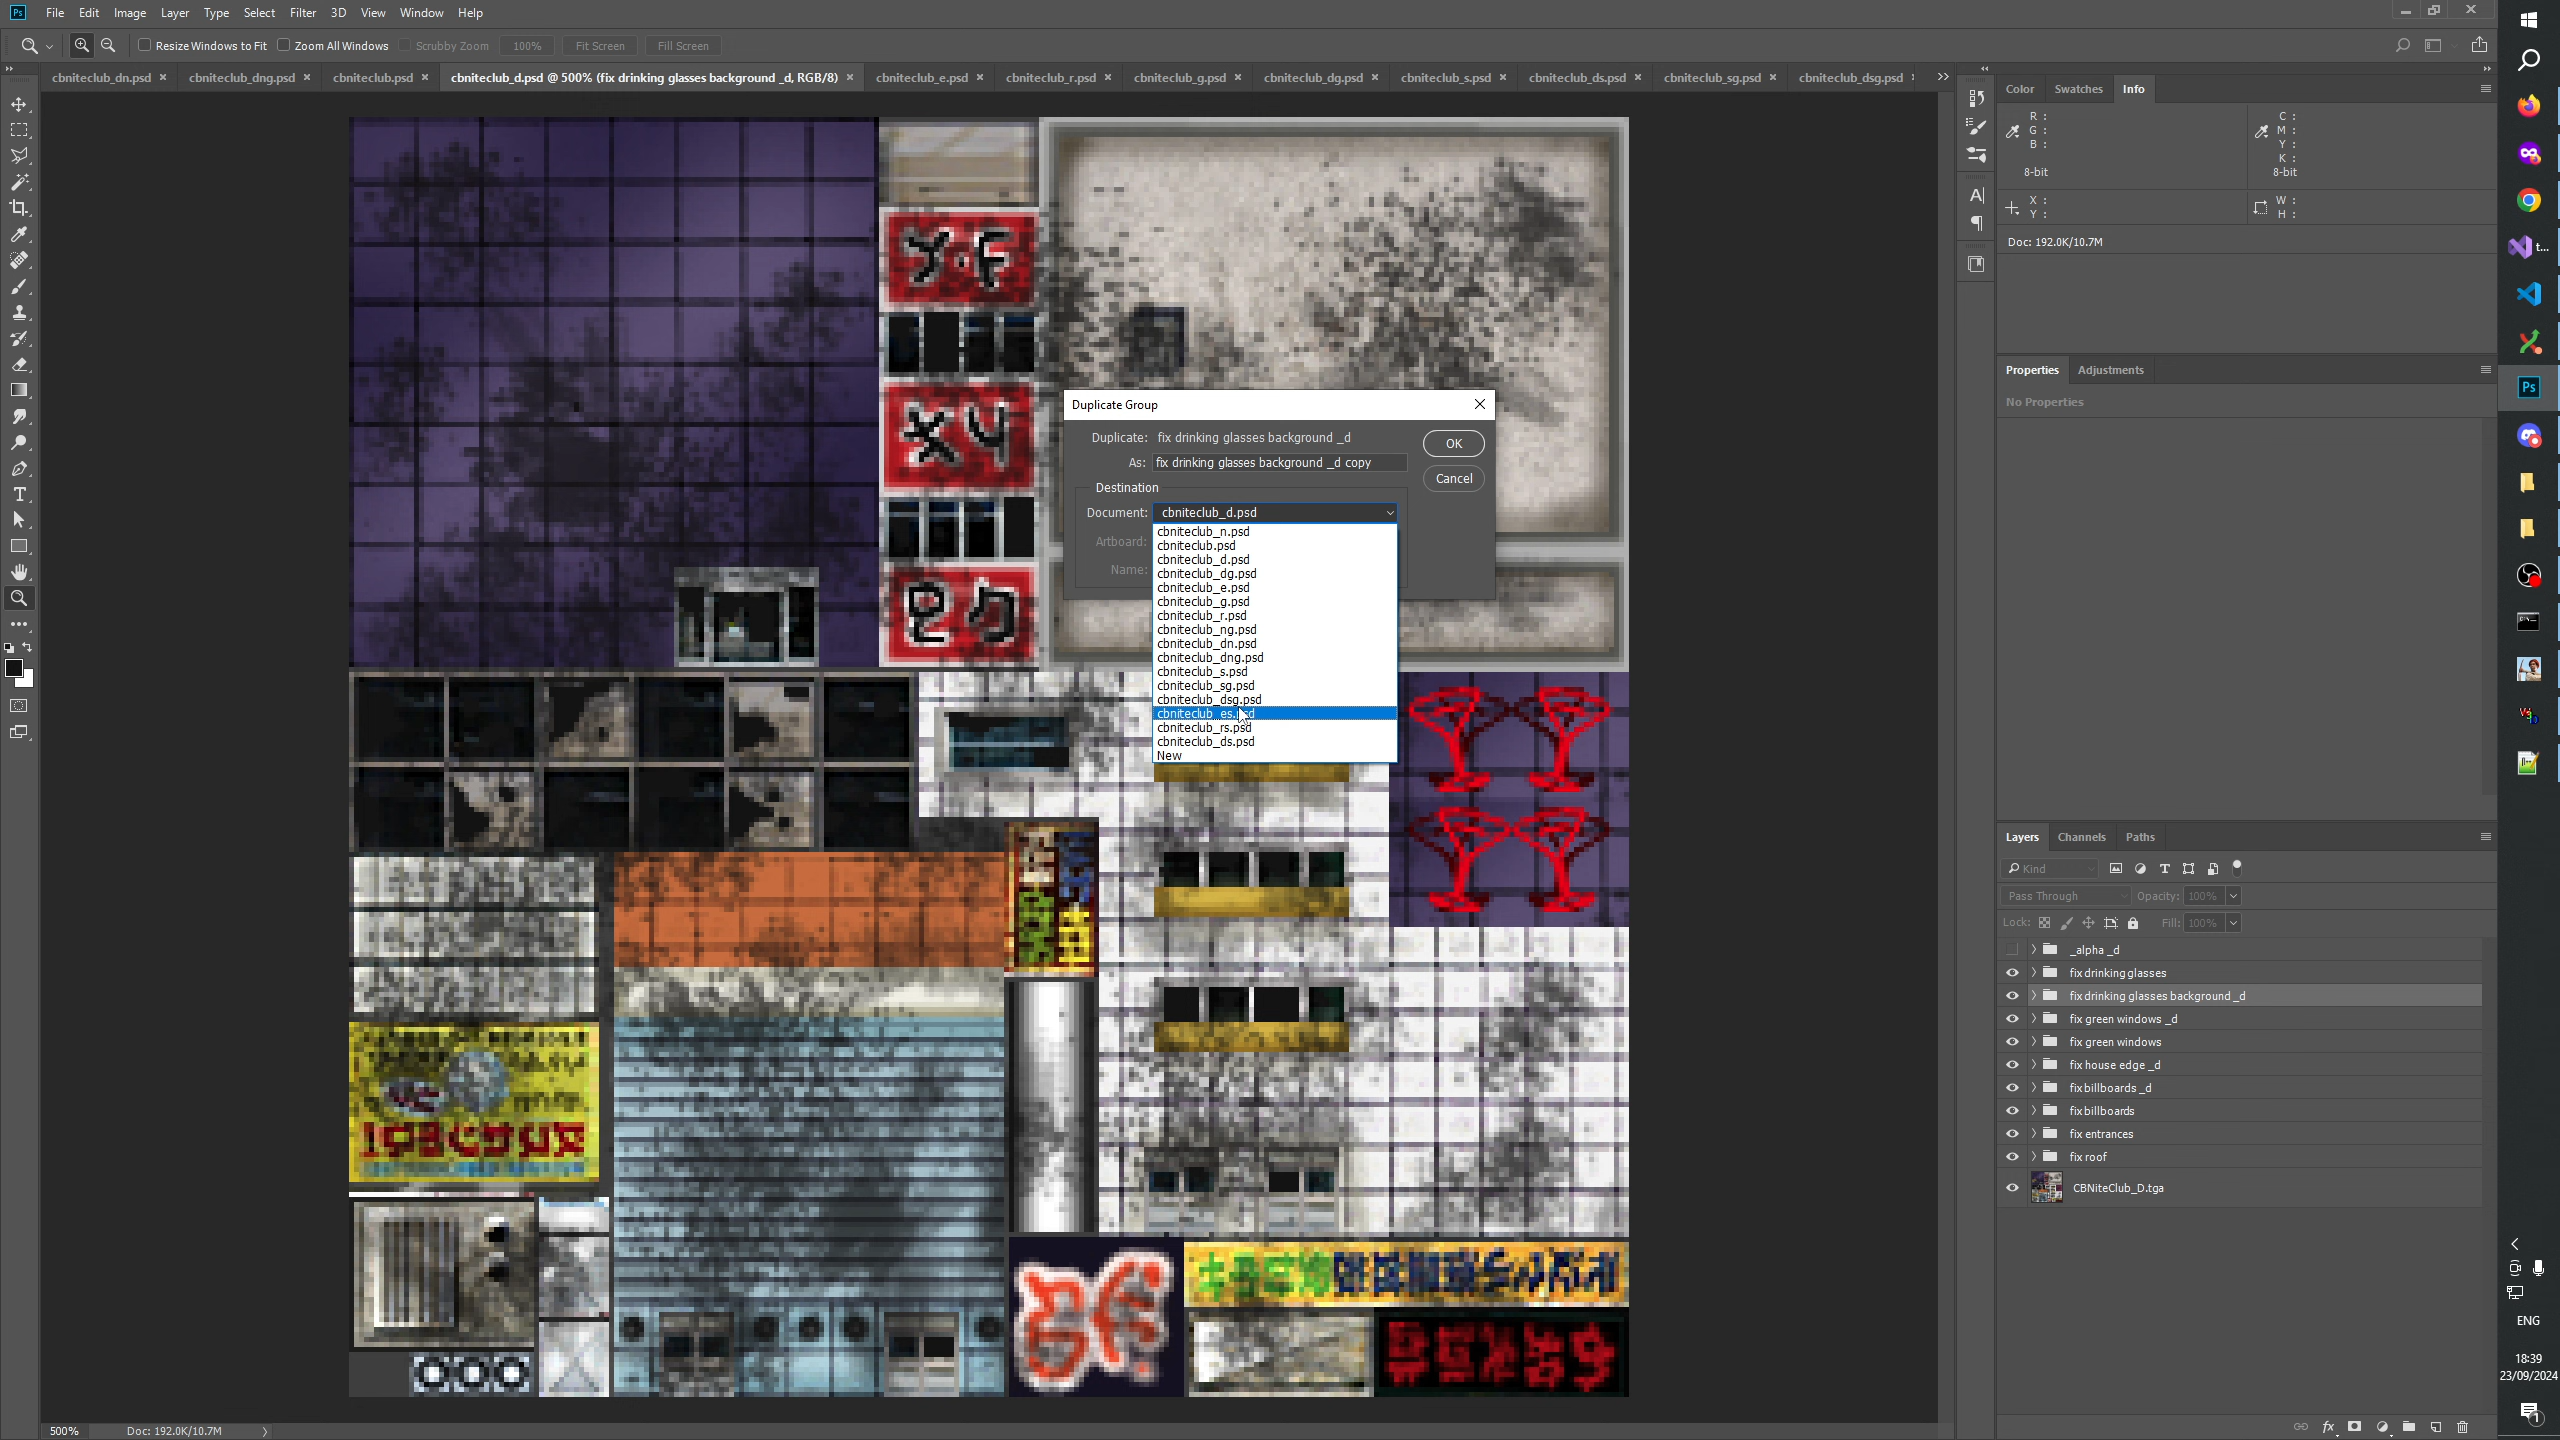 Ps File Edit Image Layer Type Select Filter 3D View Window Help
Resize Windows to Fit Zoom All Windows Scrubby Zoom 100% Fit Screen Fill Screen
cbniteclub_dn.psd cbniteclub_dng.psd cbniteclub.psd cbniteclub_d.psd @ 500% (fix drinking glasses background _d, RGB/8) cbniteclub_e.psd cbniteclub_r.psd cbniteclub_g.psd cbniteclub_dg.psd cbniteclub_s.psd cbniteclub_ds.psd cbniteclub_sg.psd cbniteclub_dsg.psd
Color Swatches Info
R :
G :
B :
8-bit
C :
M :
Y :
K :
8-bit
X :
Y :
W :
H :
Doc: 192.0K/10.7M
Properties Adjustments
No Properties
Duplicate Group
Duplicate: fix drinking glasses background _d
As: fix drinking glasses background _d copy
OK
Cancel
Destination
Document: cbniteclub_d.psd
Artboard:
Name:
cbniteclub_n.psd
cbniteclub.psd
cbniteclub_d.psd
cbniteclub_dg.psd
cbniteclub_e.psd
cbniteclub_g.psd
cbniteclub_r.psd
cbniteclub_ng.psd
cbniteclub_dn.psd
cbniteclub_dng.psd
cbniteclub_s.psd
cbniteclub_sg.psd
cbniteclub_dsg.psd
cbniteclub_es.psd
cbniteclub_rs.psd
cbniteclub_ds.psd
New
Layers Channels Paths
Kind
Pass Through Opacity: 100%
Lock: Fill: 100%
_alpha _d
fix drinking glasses
fix drinking glasses background _d
fix green windows _d
fix green windows
fix house edge _d
fix billboards _d
fix billboards
fix entrances
fix roof
CBNiteClub_D.tga
t...
Ps
ENG
18:39
23/09/2024
1
500% Doc: 192.0K/10.7M